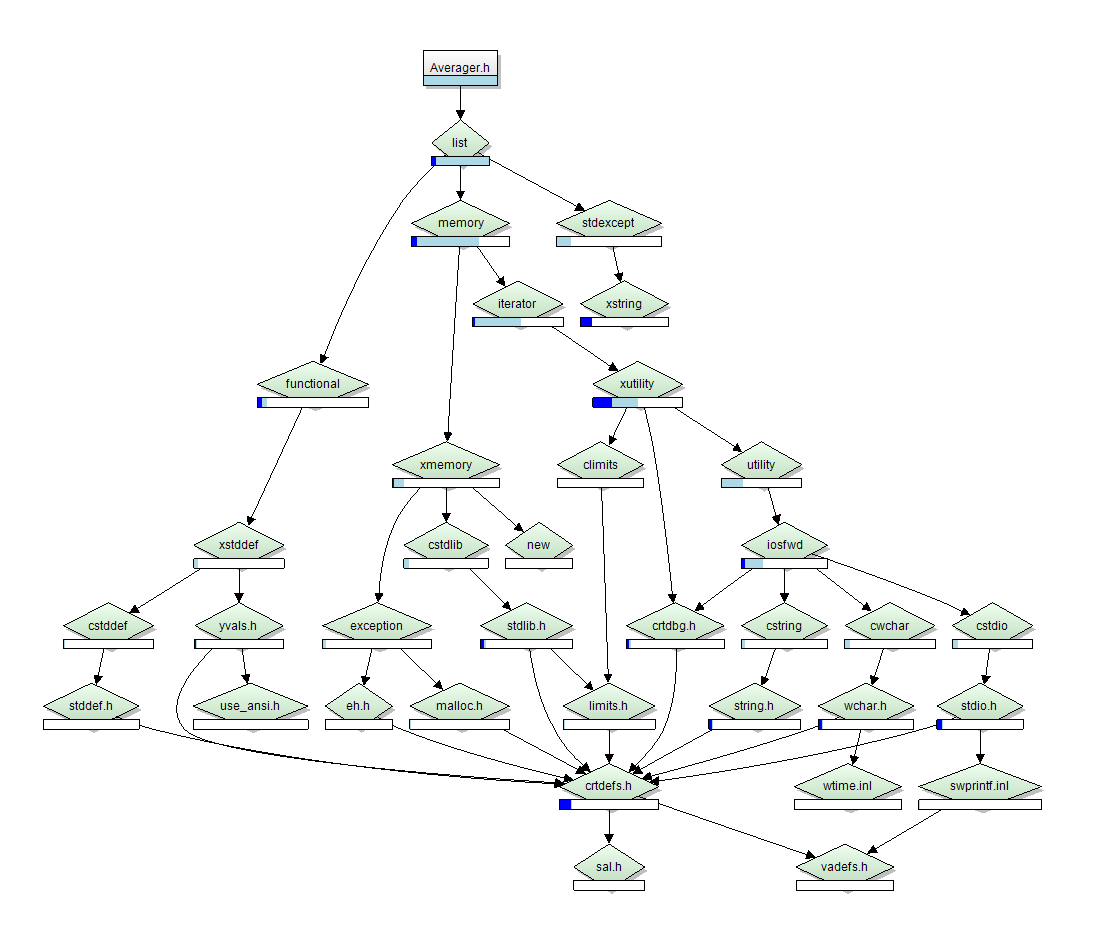 Averager.h
list
memory
stdexcept
iterator
xstring
functional
xutility
xmemory
climits
utility
xstddef
cstdlib
new
iosfwd
cstddef
yvals.h
exception
stdlib.h
crtdbg.h
cstring
cwchar
cstdio
stddef.h
use_ansi.h
eh.h
malloc.h
limits.h
string.h
wchar.h
stdio.h
crtdefs.h
wtime.inl
swprintf.inl
sal.h
vadefs.h